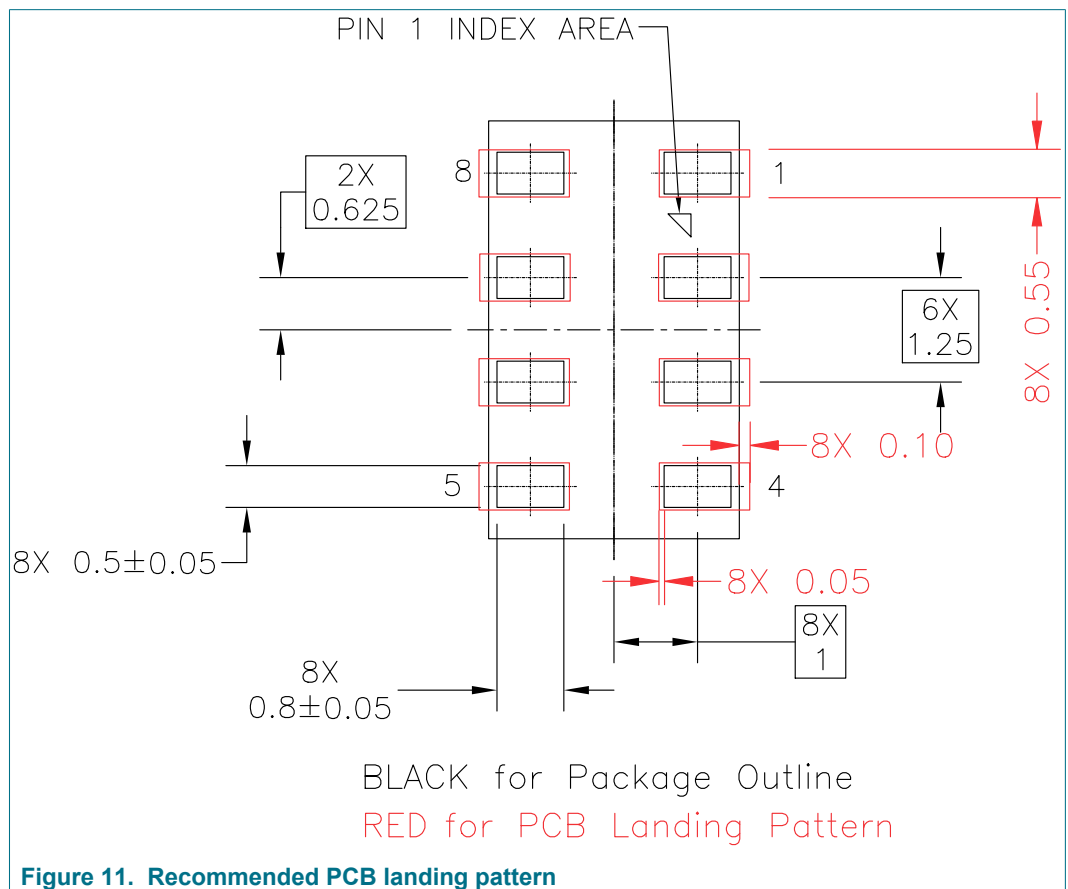 PIN 1 INDEX AREA
8
1
2X
0.625
8X 0.55
6X
1.25
8X 0.10
5
4
8X 0.5±0.05
8X 0.05
8X
1
8X
0.8±0.05
BLACK for Package Outline
RED for PCB Landing Pattern
Figure 11. Recommended PCB landing pattern